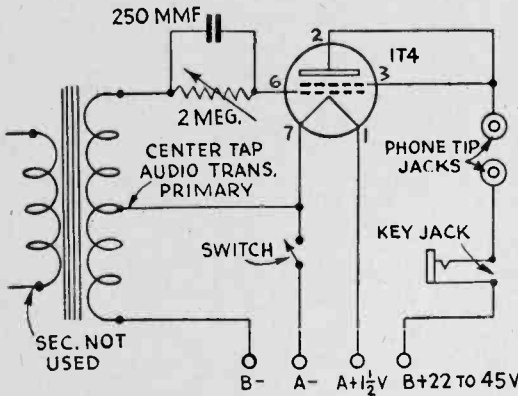 250 MMF
2
1T4
6
3
2 MEG.
7
1
CENTER TAP
AUDIO TRANS.
PRIMARY
PHONE TIP
JACKS
SWITCH
KEY JACK
SEC. NOT
USED
B-
A-
A+1½V
B+22 TO 45V